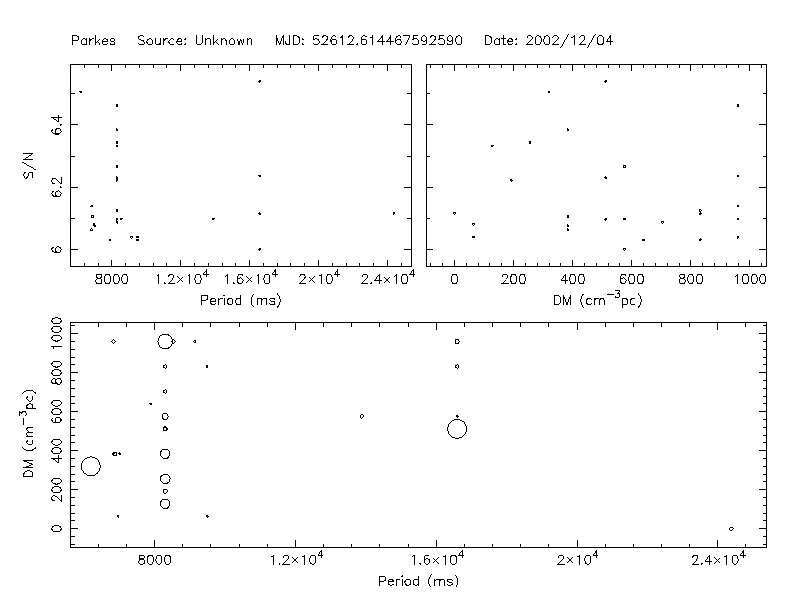 Parkes Source: Unknown MJD: 52612.614467592590 Date: 2002/12/04
S/N
6.4
6.2
6
8000 1.2×10⁴ 1.6×10⁴ 2×10⁴ 2.4×10⁴
Period (ms)
0 200 400 600 800 1000
DM (cm⁻³pc)
DM (cm⁻³pc)
1000
800
600
400
200
0
8000 1.2×10⁴ 1.6×10⁴ 2×10⁴ 2.4×10⁴
Period (ms)